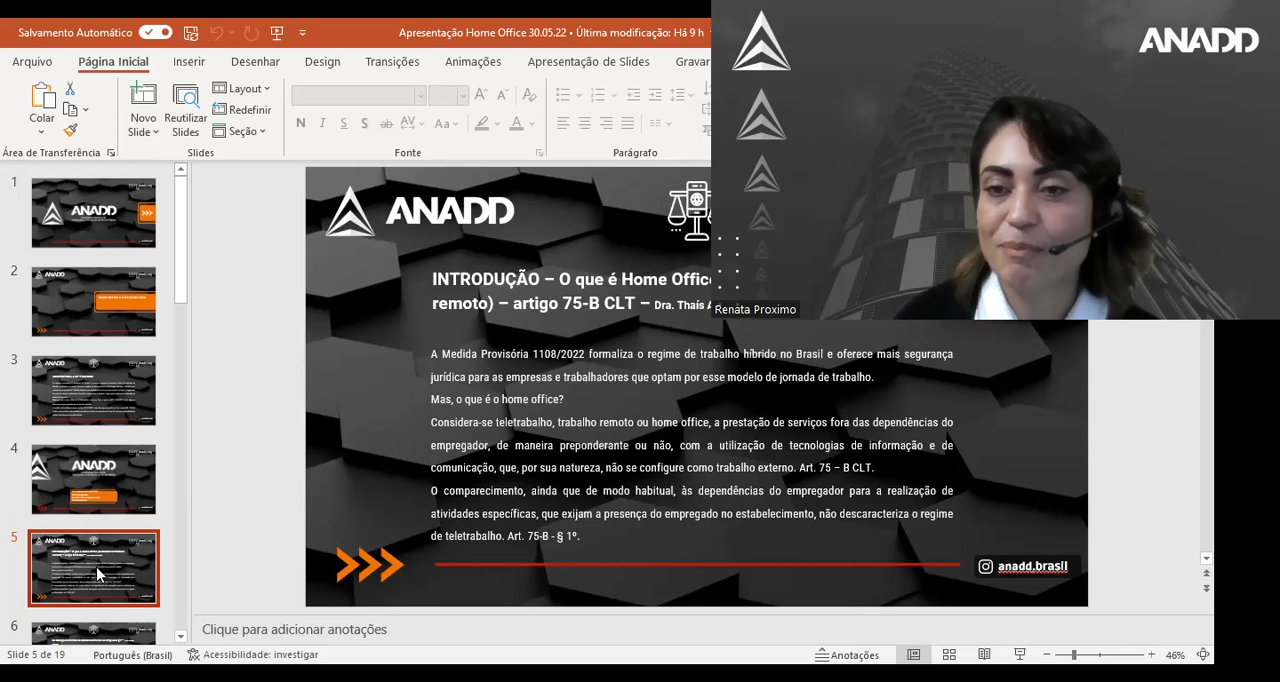 Salvamento Automático
Apresentação Home Office 30.05.22 • Última modificação: Há 9 h
ANADD
Arquivo Página Inicial Inserir Desenhar Design Transições Animações Apresentação de Slides Gravar
Colar
Novo Slide
Reutilizar Slides
Layout
Redefinir
Seção
Área de Transferência
Slides
Fonte
Parágrafo
Renata Proximo
1
2
3
4
5
6
ANADD
INTRODUÇÃO – O que é Home Offic
remoto) – artigo 75-B CLT – Dra. Thaís
A Medida Provisória 1108/2022 formaliza o regime de trabalho híbrido no Brasil e oferece mais segurança
jurídica para as empresas e trabalhadores que optam por esse modelo de jornada de trabalho.
Mas, o que é o home office?
Considera-se teletrabalho, trabalho remoto ou home office, a prestação de serviços fora das dependências do
empregador, de maneira preponderante ou não, com a utilização de tecnologias de informação e de
comunicação, que, por sua natureza, não se configure como trabalho externo. Art. 75 – B CLT.
O comparecimento, ainda que de modo habitual, às dependências do empregador para a realização de
atividades específicas, que exijam a presença do empregado no estabelecimento, não descaracteriza o regime
de teletrabalho. Art. 75-B - § 1º.
anadd.brasil
Clique para adicionar anotações
Slide 5 de 19 Português (Brasil) Acessibilidade: investigar Anotações 46%